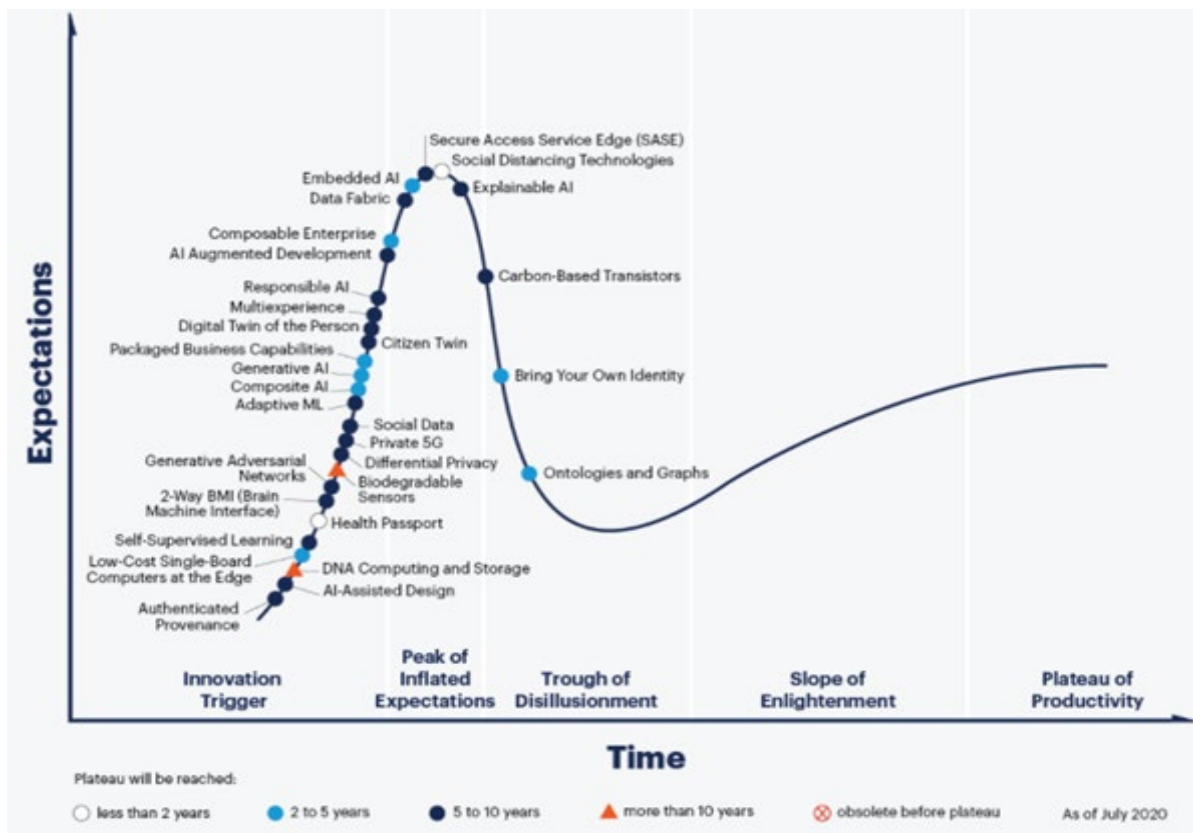 Secure Access Service Edge (SASE)
Social Distancing Technologies
Embedded AI
Explainable AI
Data Fabric
Composable Enterprise
AI Augmented Development
Carbon-Based Transistors
Responsible AI
Multiexperience
Digital Twin of the Person
Citizen Twin
Packaged Business Capabilities
Generative AI
Bring Your Own Identity
Composite AI
Adaptive ML
Social Data
Private 5G
Differential Privacy
Generative Adversarial
Networks
Biodegradable
Sensors
Ontologies and Graphs
2-Way BMI (Brain
Machine Interface)
Health Passport
Self-Supervised Learning
Low-Cost Single-Board
Computers at the Edge
DNA Computing and Storage
AI-Assisted Design
Authenticated
Provenance
Expectations
Innovation
Trigger
Peak of
Inflated
Expectations
Trough of
Disillusionment
Slope of
Enlightenment
Plateau of
Productivity
Time
Plateau will be reached:
less than 2 years
2 to 5 years
5 to 10 years
more than 10 years
obsolete before plateau
As of July 2020